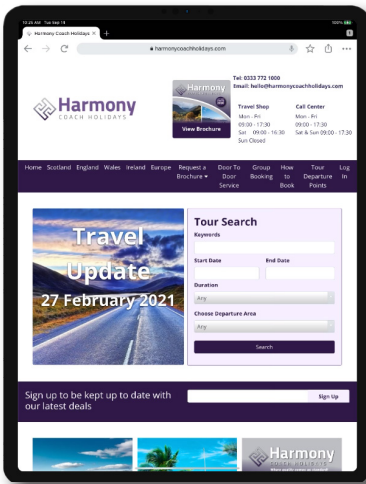 10:26 AM Tue Sep 19
100%
Harmony Coach Holidays
harmonycoachholidays.com
Harmony
COACH HOLIDAYS
Harmony
View Brochure
Tel: 0333 772 1800
Email: hello@harmonycoachholidays.com
Travel Shop
Mon - Fri
09:00 - 17:30
Sat 09:00 - 16:30
Sun Closed
Call Center
Mon - Fri
09:00 - 17:30
Sat & Sun 09:00 - 17:30
Home Scotland England Wales Ireland Europe Request a Brochure Door To Door Service Group Booking How to Book Tour Departure Points Log In
Travel
Update
27 February 2021
Tour Search
Keywords
Start Date End Date
Duration
Any
Choose Departure Area
Any
Search
Sign up to be kept up to date with
our latest deals
Sign Up
Harmony
COACH HOLIDAYS